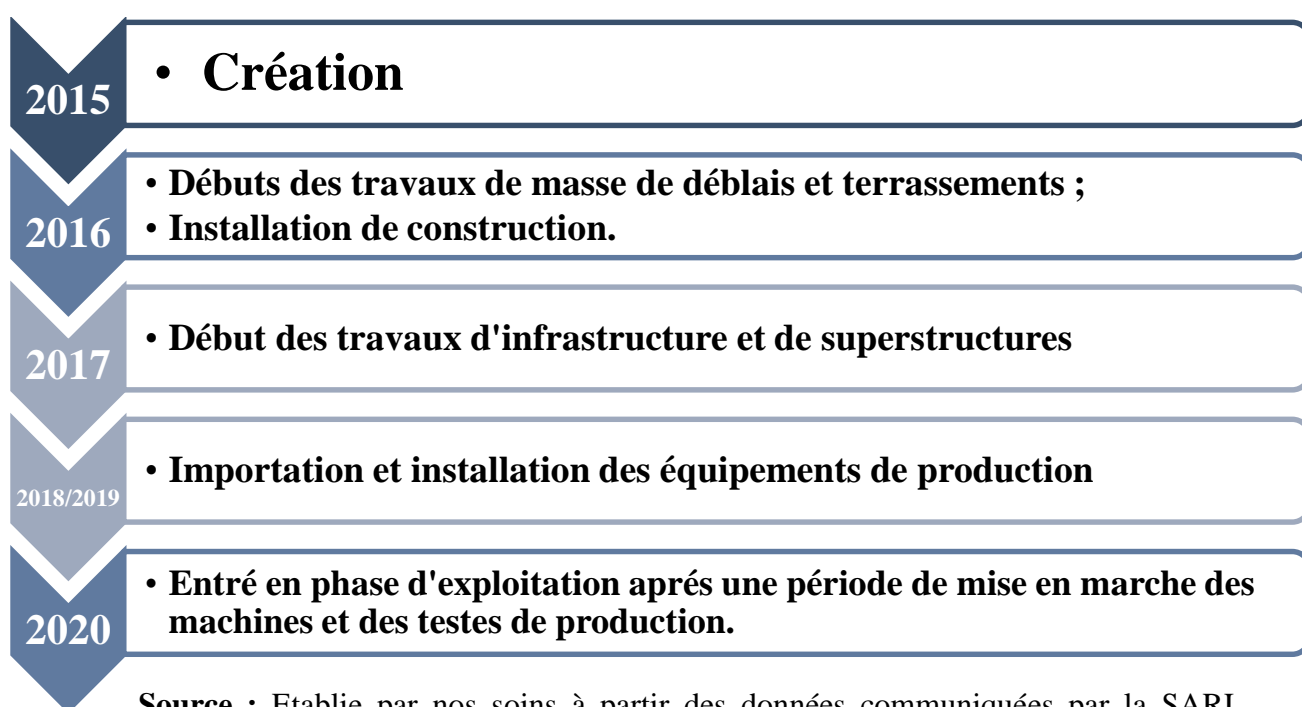 2015
• Création
2016
• Débuts des travaux de masse de déblais et terrassements ;
• Installation de construction.
2017
• Début des travaux d'infrastructure et de superstructures
2018/2019
• Importation et installation des équipements de production
2020
• Entré en phase d'exploitation aprés une période de mise en marche des
machines et des testes de production.
Source : Etablie par nos soins à partir des données communiquées par la SARL